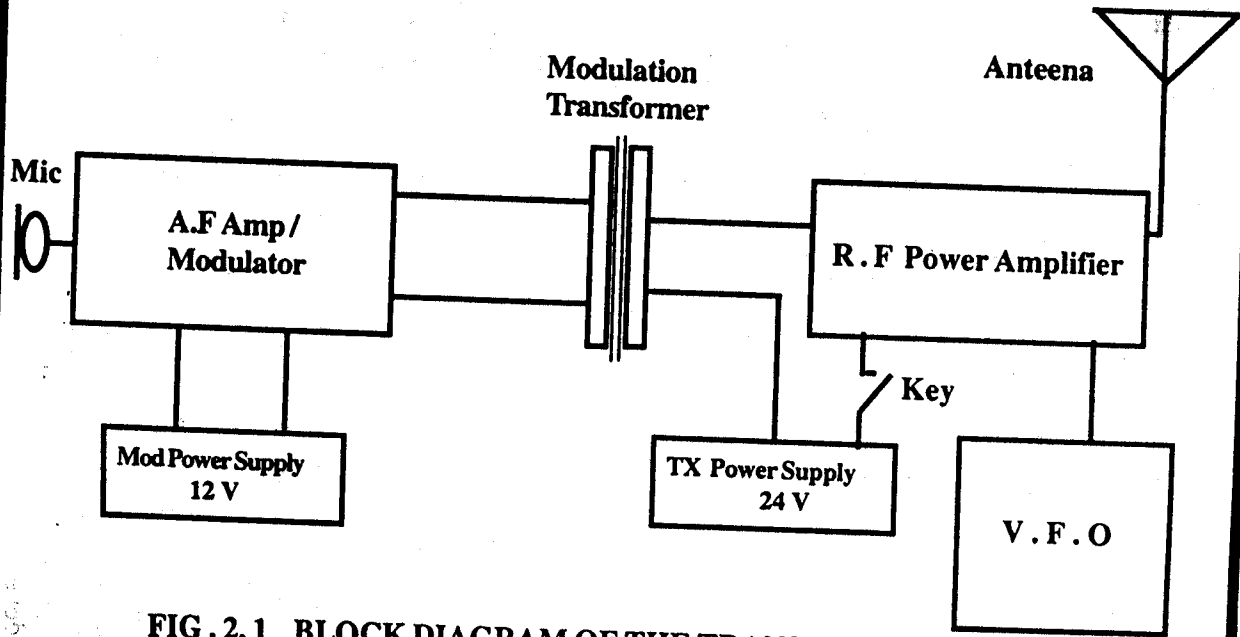 Modulation
Transformer
Anteena
Mic
A.F Amp/
Modulator
R.F Power Amplifier
Key
Mod Power Supply
12 V
TX Power Supply
24 V
V.F.O
FIG.2.1 BLOCK DIAGRAM OF THE